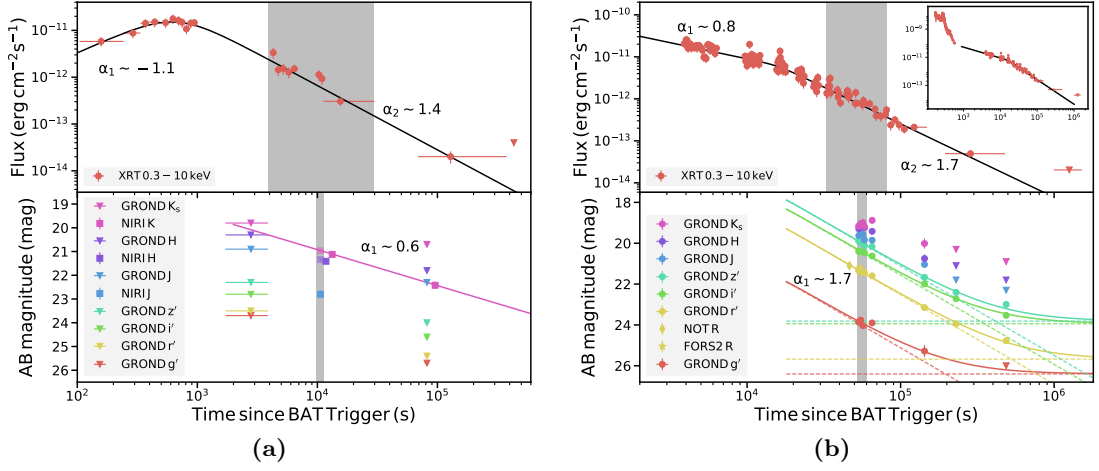 10⁻¹¹
10⁻¹²
10⁻¹³
10⁻¹⁴
Flux (erg cm⁻²s⁻¹)
α₁ ~ −1.1
α₂ ~ 1.4
XRT 0.3 − 10 keV
19
20
21
22
23
24
25
26
AB magnitude (mag)
GROND Kₛ
NIRI K
GROND H
NIRI H
GROND J
NIRI J
GROND z′
GROND i′
GROND r′
GROND g′
α₁ ~ 0.6
10² 10³ 10⁴ 10⁵
Time since BAT Trigger (s)
(a)
10⁻¹⁰
10⁻¹¹
10⁻¹²
10⁻¹³
10⁻¹⁴
Flux (erg cm⁻²s⁻¹)
α₁ ~ 0.8
α₂ ~ 1.7
XRT 0.3 − 10 keV
10⁻⁹
10⁻¹¹
10⁻¹³
10³ 10⁴ 10⁵ 10⁶
18
20
22
24
26
AB magnitude (mag)
GROND Kₛ
GROND H
GROND J
GROND z′
GROND i′
GROND r′
NOT R
FORS2 R
GROND g′
α₁ ~ 1.7
10⁴ 10⁵ 10⁶
Time since BAT Trigger (s)
(b)